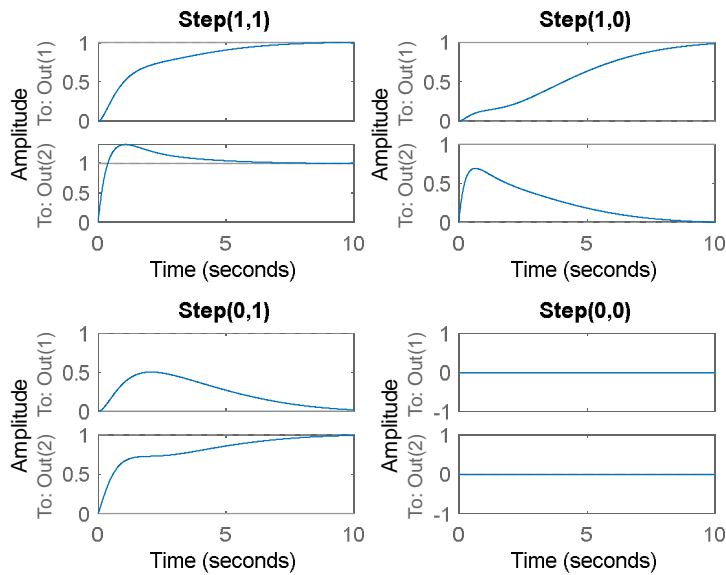 Step(1,1)
Amplitude
To: Out(1)
1
0.5
0
To: Out(2)
1
0.5
0
0 5 10
Time (seconds)
Step(1,0)
Amplitude
To: Out(1)
1
0.5
0
To: Out(2)
1
0.5
0
0 5 10
Time (seconds)
Step(0,1)
Amplitude
To: Out(1)
1
0.5
0
To: Out(2)
1
0.5
0
0 5 10
Time (seconds)
Step(0,0)
Amplitude
To: Out(1)
1
0
-1
To: Out(2)
1
0
-1
0 5 10
Time (seconds)